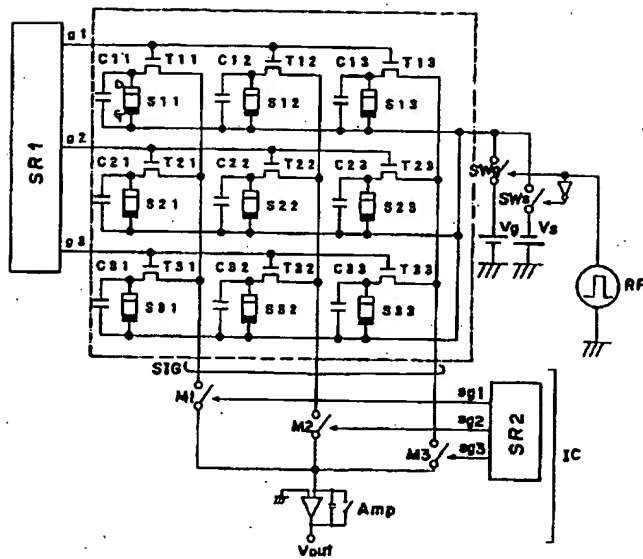 g1
C11 T11 C12 T12 C13 T13
S11 S12 S13
SR1
g2
C21 T21 C22 T22 C23 T23
S21 S22 S23
SWg
SWs
Vg Vs
g3
C31 T31 C32 T32 C33 T33
S31 S32 S33
RF
SIG
M1 sg1
M2 sg2
M3 sg3
SR2
IC
Amp
Vout